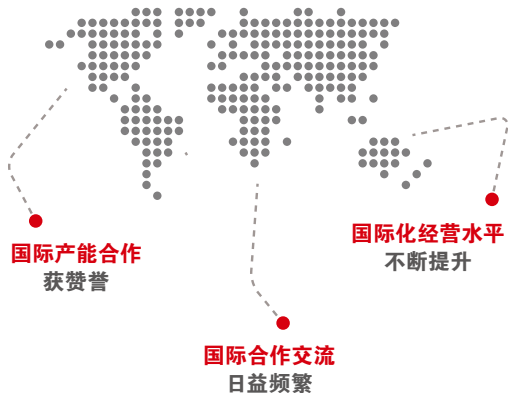 国际产能合作
获赞誉
国际化经营水平
不断提升
国际合作交流
日益频繁